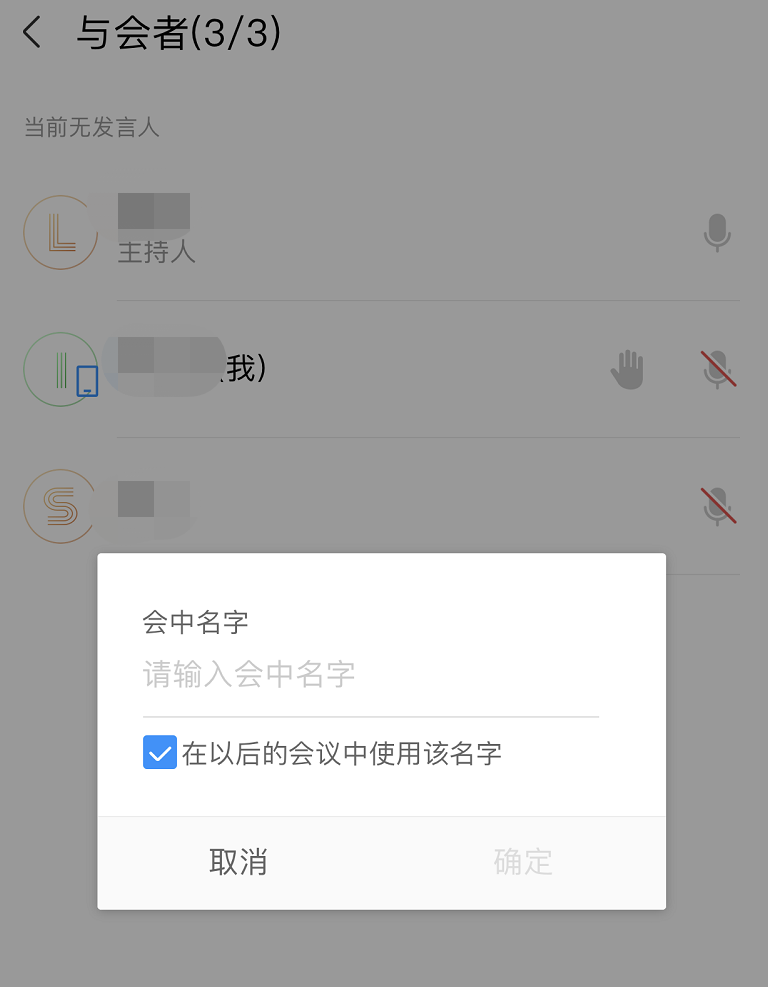 与会者(3/3)
当前无发言人
L
主持人
(我)
S
会中名字
请输入会中名字
在以后的会议中使用该名字
取消
确定